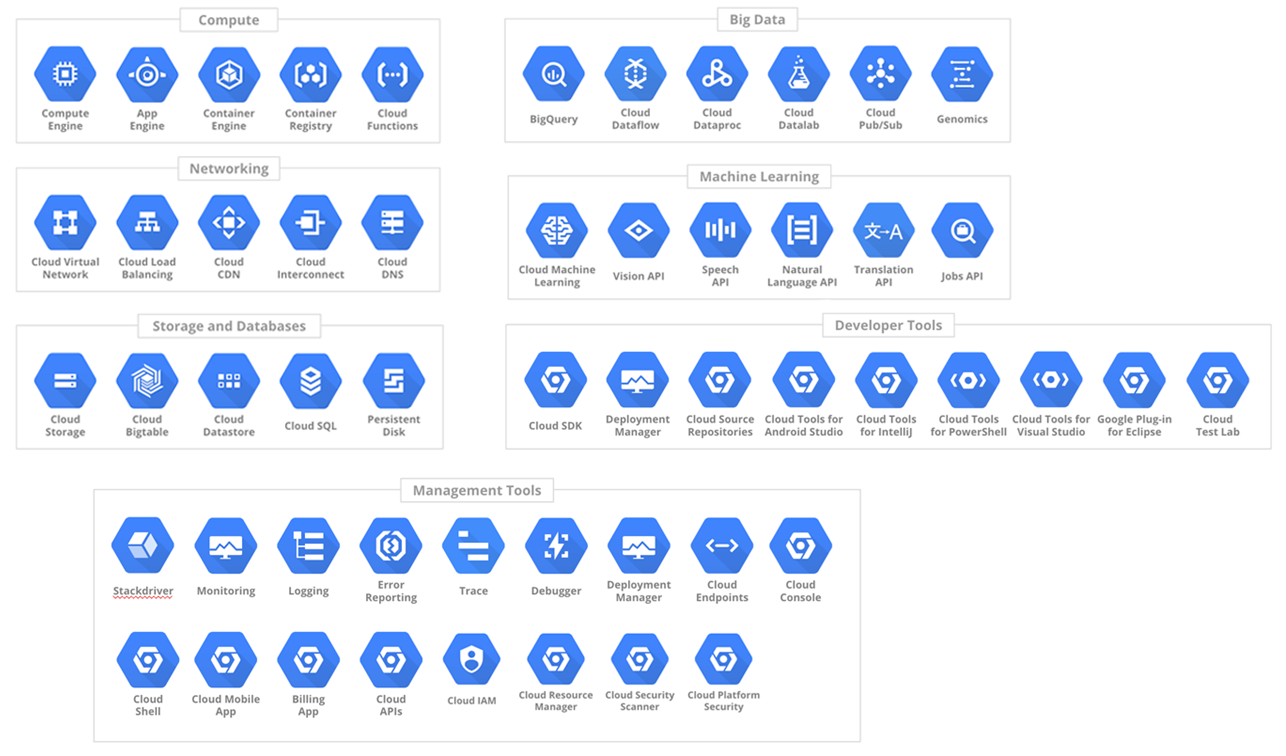 Compute
Compute
Engine
App
Engine
Container
Engine
Container
Registry
Cloud
Functions
Big Data
BigQuery
Cloud
Dataflow
Cloud
Dataproc
Cloud
Datalab
Cloud
Pub/Sub
Genomics
Networking
Cloud Virtual
Network
Cloud Load
Balancing
Cloud
CDN
Cloud
Interconnect
Cloud
DNS
Machine Learning
文→A
Cloud Machine
Learning
Vision API
Speech
API
Natural
Language API
Translation
API
Jobs API
Storage and Databases
Cloud
Storage
Cloud
Bigtable
Cloud
Datastore
Cloud SQL
Persistent
Disk
Developer Tools
Cloud SDK
Deployment
Manager
Cloud Source
Repositories
Cloud Tools for
Android Studio
Cloud Tools
for IntelliJ
Cloud Tools
for PowerShell
Cloud Tools for
Visual Studio
Google Plug-in
for Eclipse
Cloud
Test Lab
Management Tools
Stackdriver
Monitoring
Logging
Error
Reporting
Trace
Debugger
Deployment
Manager
Cloud
Endpoints
Cloud
Console
Cloud
Shell
Cloud Mobile
App
Billing
App
Cloud
APIs
Cloud IAM
Cloud Resource
Manager
Cloud Security
Scanner
Cloud Platform
Security